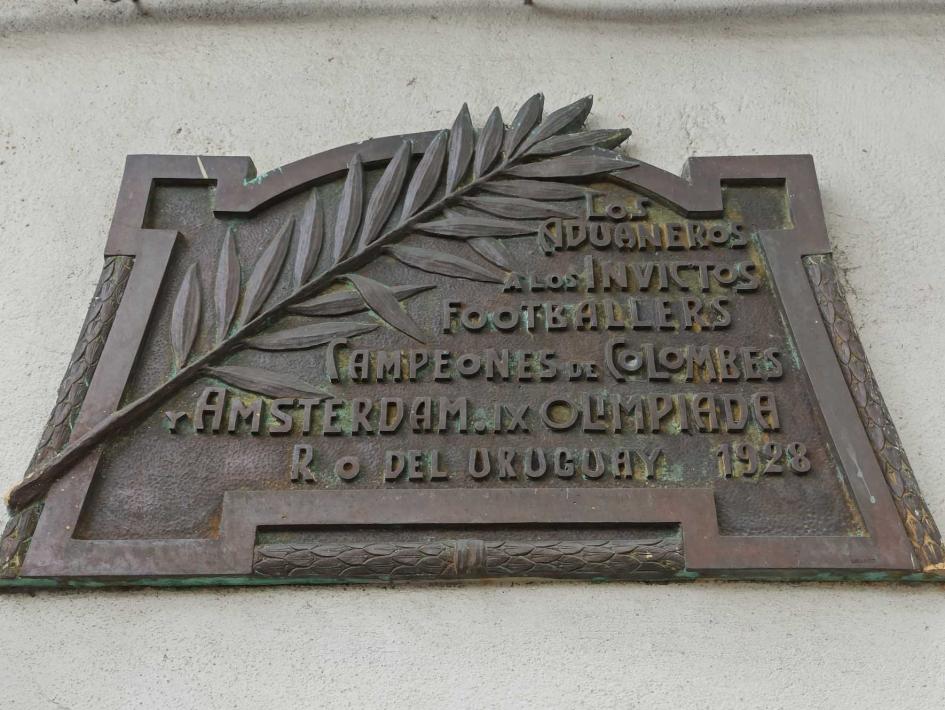 LOS
ADUANEROS
A LOS INVICTOS
FOOTBALLERS
CAMPEONES DE COLOMBES
Y AMSTERDAM. IX OLIMPIADA
R O DEL URUGUAY 1928